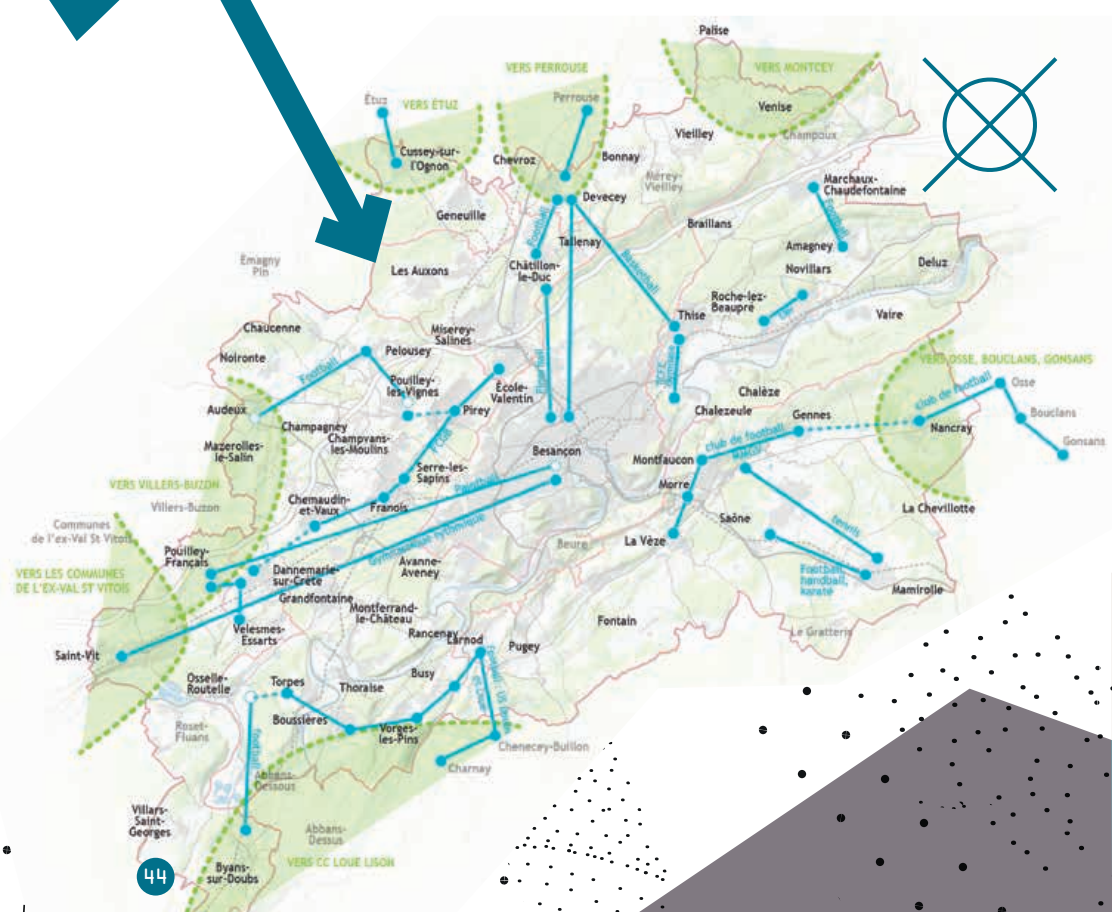 Palise
VERS PERROUSE
VERS MONTCEY
Étuz
VERS ÉTUZ
Perrouse
Venise
Vieilley
Champoux
Cussey-sur-
l'Ognon
Chevroz
Bonnay
Mérey-
Vieilley
Marchaux-
Chaudefontaine
Devecey
Geneuille
Football
Braillans
Football
Tallenay
Amagney
Émagny
Pin
Les Auxons
Châtillon-
le-Duc
Basketball
Novillars
Deluz
Roche-lez-
Beaupré
Thise
Vaire
Chaucenne
Miserey-
Salines
Noironte
Pelousey
Football
Pouilley-
les-Vignes
École-
Valentin
VERS OSSE, BOUCLANS, GONSANS
Chalèze
club de football
Osse
Audeux
Pirey
Chalezeule
Gennes
Bouclans
Champagney
Champvans-
les-Moulins
Nancray
Mazerolles-
le-Salin
club de football
Gonsans
Besançon
Montfaucon
Serre-les-
Sapins
VERS VILLERS-BUZON
Morre
Villers-Buzon
Chemaudin-
et-Vaux
Franois
La Chevillotte
Saône
Communes
de l'ex-Val St Vitois
tennis
Gymnastique rythmique
La Vèze
Beure
Pouilley-
Français
Avanne-
Aveney
VERS LES COMMUNES
DE L'EX-VAL ST VITOIS
Dannemarie-
sur-Crète
Football,
handball,
karaté
Grandfontaine
Mamirolle
Montferrand-
le-Château
Fontain
Velesmes-
Essarts
Rancenay
Larnod
Le Gratteris
Pugey
Saint-Vit
Busy
Osselle-
Routelle
Torpes
Thoraise
Boussières
Roset-
Fluans
Vorges-
les-Pins
football
Chenecey-Buillon
Charnay
Abbans-
Dessous
Villars-
Saint-
Georges
Abbans-
Dessus
VERS CC LOUE LISON
Byans-
sur-Doubs
44